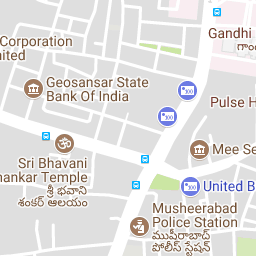 Gandhi
గాం
Corporation
ited
Geosansar State
Bank Of India
Pulse H
Mee Se
Sri Bhavani
hankar Temple
శ్రీ భవాని
శంకర్ ఆలయం
United B
Musheerabad
Police Station
ముషీరాబాద్
పోలీస్ స్టేషన్